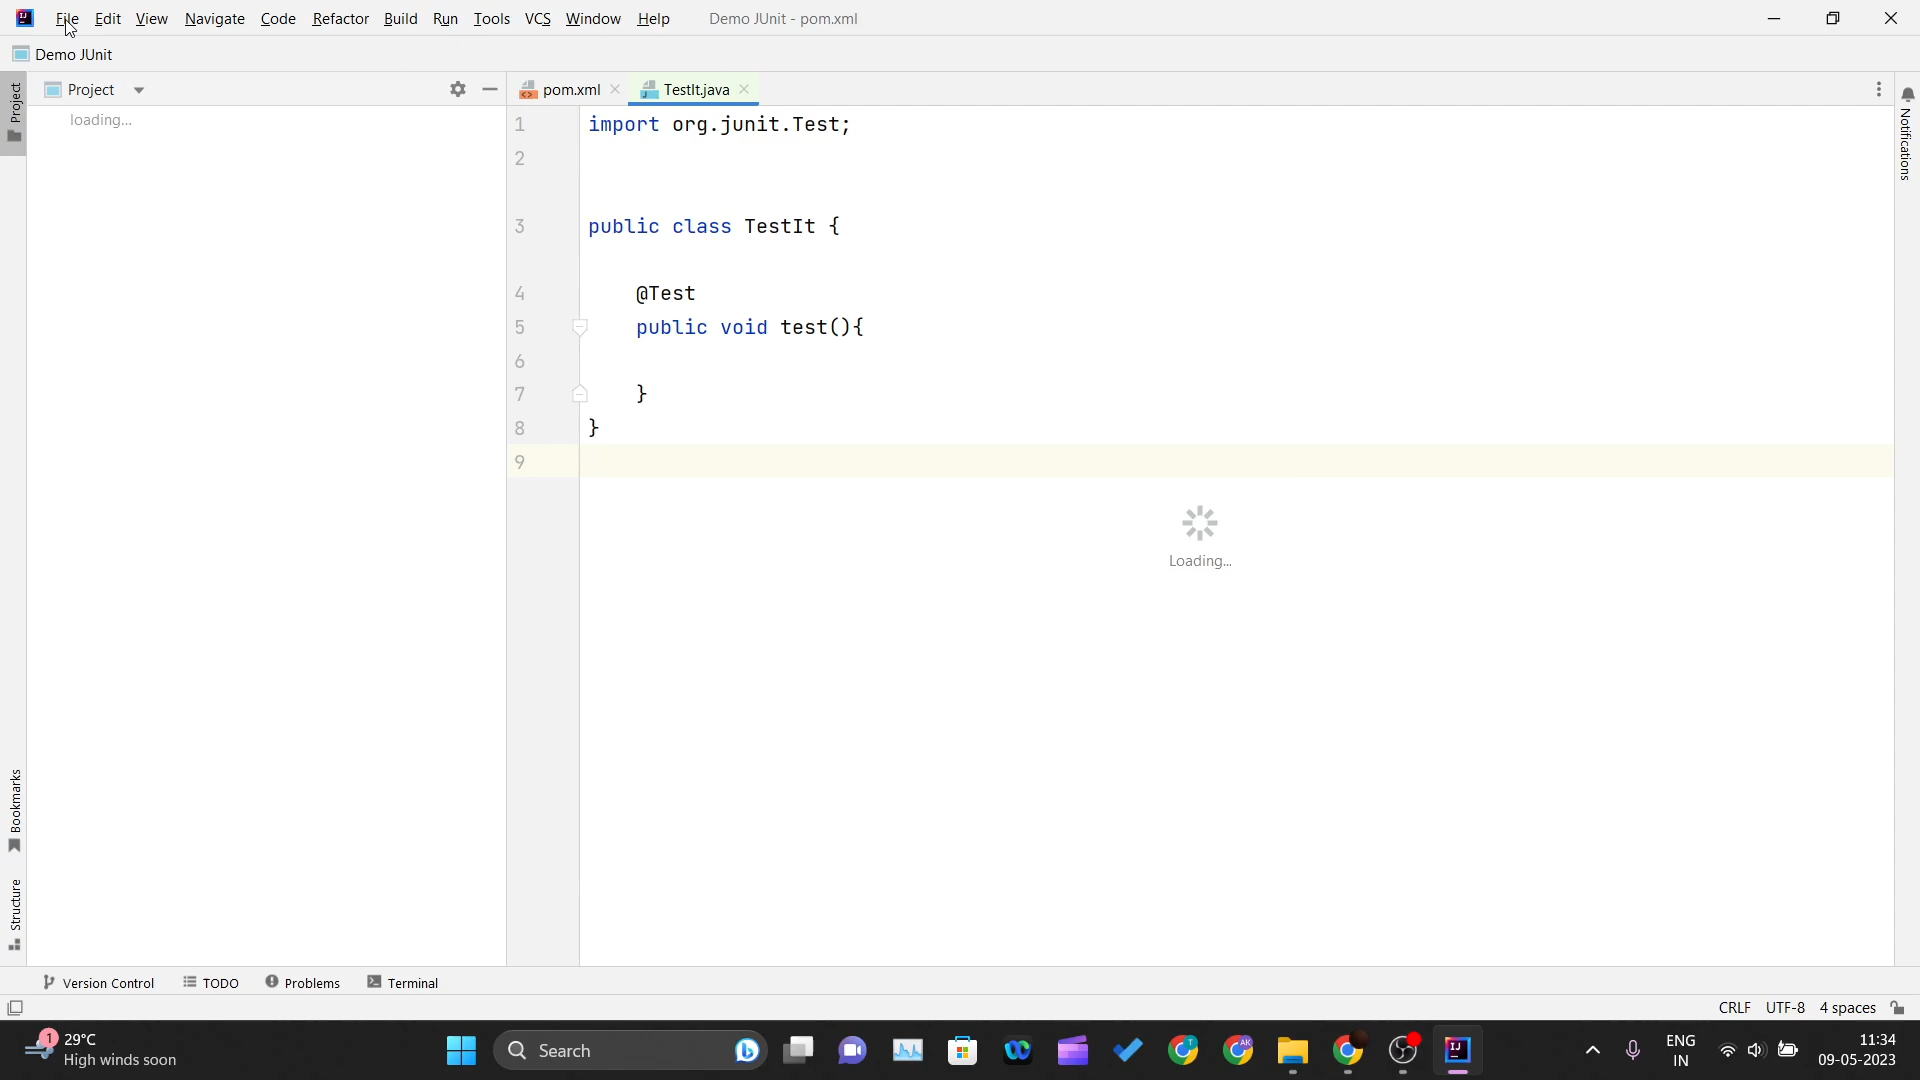 File Edit View Navigate Code Refactor Build Run Tools VCS Window Help Demo JUnit - pom.xml
Demo JUnit
Project
Project
loading...
pom.xml
TestIt.java
Notifications
1 import org.junit.Test;
2
3 public class TestIt {
4 @Test
5 public void test(){
6
7 }
8 }
9
Loading...
Bookmarks
Structure
Version Control TODO Problems Terminal
CRLF UTF-8 4 spaces
1
29°C
High winds soon
Search
T
AK
IJ
ENG
IN
11:34
09-05-2023